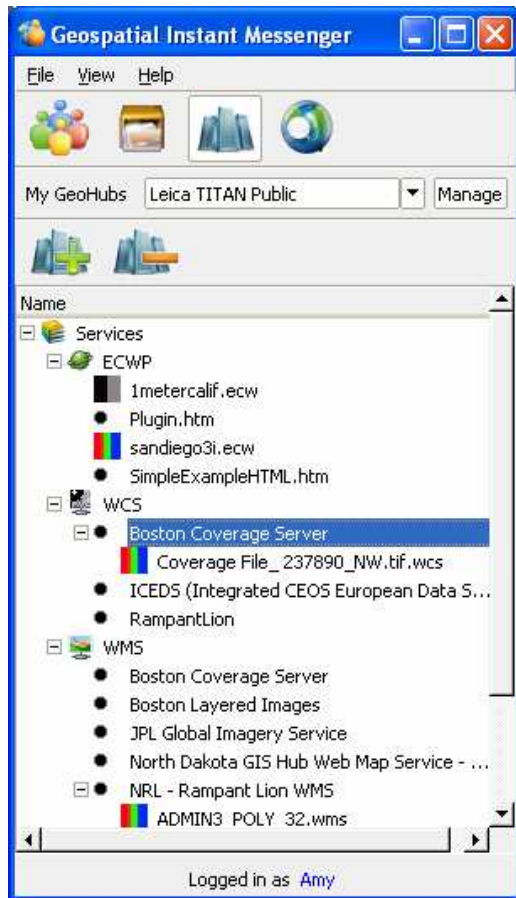 Geospatial Instant Messenger
File View Help
My GeoHubs Leica TITAN Public Manage
Name
Services
ECWP
1metercalif.ecw
Plugin.htm
sandiego3i.ecw
SimpleExampleHTML.htm
WCS
Boston Coverage Server
Coverage File_ 237890_NW.tif.wcs
ICEDS (Integrated CEOS European Data S...
RampantLion
WMS
Boston Coverage Server
Boston Layered Images
JPL Global Imagery Service
North Dakota GIS Hub Web Map Service - ...
NRL - Rampant Lion WMS
ADMIN3_POLY_32.wms
Logged in as Amy